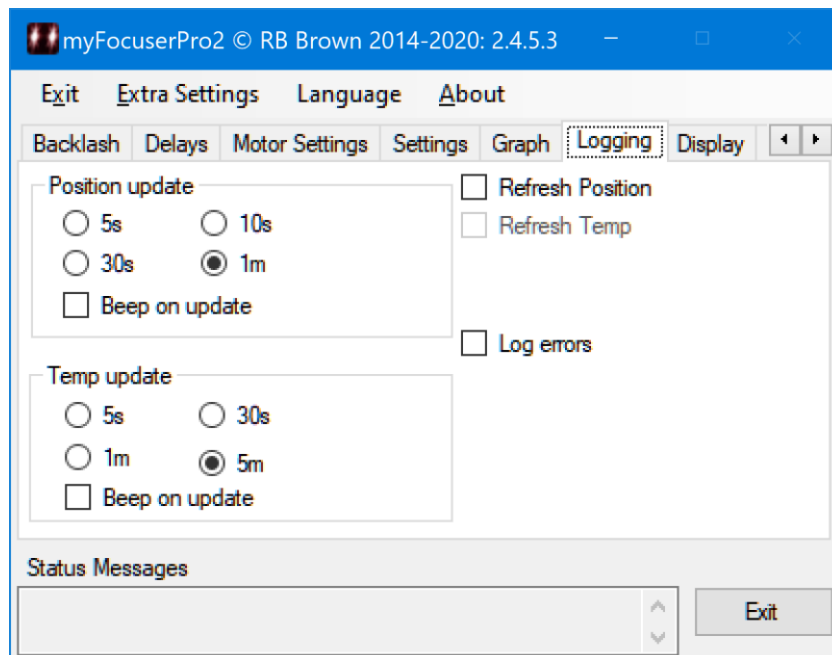 myFocuserPro2 © RB Brown 2014-2020: 2.4.5.3
Exit Extra Settings Language About
Backlash Delays Motor Settings Settings Graph Logging Display
Position update
5s 10s
30s 1m
Beep on update
Refresh Position
Refresh Temp
Log errors
Temp update
5s 30s
1m 5m
Beep on update
Status Messages
Exit